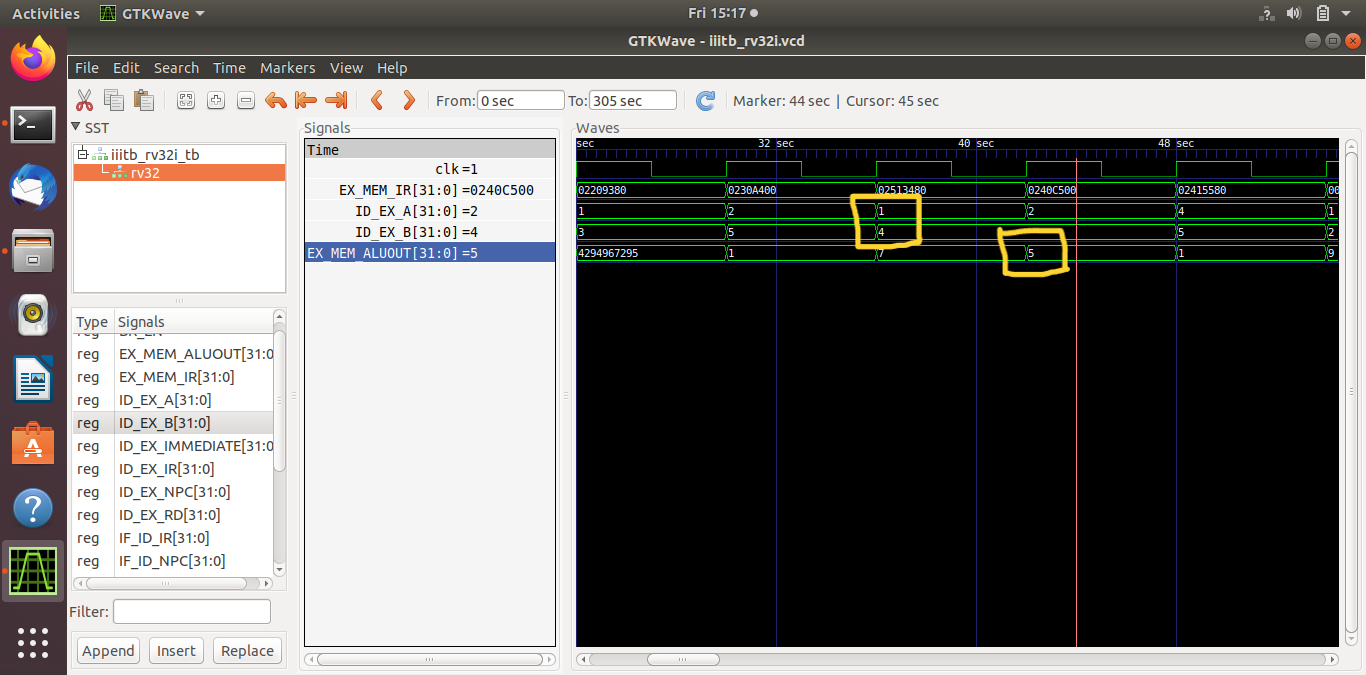 Activities GTKWave Fri 15:17
GTKWave - iiitb_rv32i.vcd
File Edit Search Time Markers View Help
From: 0 sec To: 305 sec Marker: 44 sec | Cursor: 45 sec
SST
iiitb_rv32i_tb
rv32
Type Signals
reg EX_MEM_ALUOUT[31:0
reg EX_MEM_IR[31:0]
reg ID_EX_A[31:0]
reg ID_EX_B[31:0]
reg ID_EX_IMMEDIATE[31:0
reg ID_EX_IR[31:0]
reg ID_EX_NPC[31:0]
reg ID_EX_RD[31:0]
reg IF_ID_IR[31:0]
reg IF_ID_NPC[31:0]
Filter:
Append Insert Replace
Signals
Time
clk=1
EX_MEM_IR[31:0]=0240C500
ID_EX_A[31:0]=2
ID_EX_B[31:0]=4
EX_MEM_ALUOUT[31:0]=5
Waves
sec 32 sec 40 sec 48 sec
02209380 0230A400 02513480 0240C500 02415580 00
1 2 1 2 4 1
3 5 4 5 2
4294967295 1 7 5 1 9